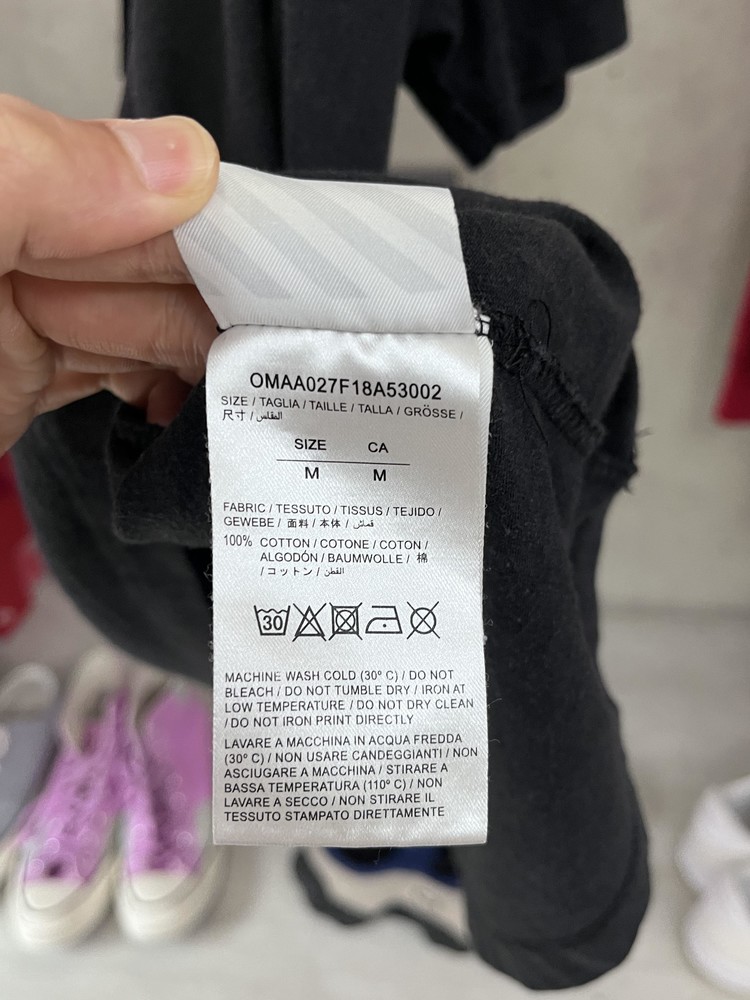 OMAA027F18A53002
SIZE / TAGLIA / TAILLE / TALLA / GRÖSSE /
尺寸 / المقاس
SIZE CA
M M
FABRIC / TESSUTO / TISSUS / TEJIDO /
GEWEBE / 面料 / 本体 / قماش
100% COTTON / COTONE / COTON /
ALGODÓN / BAUMWOLLE / 棉
/ コットン / القطن
30
MACHINE WASH COLD (30º C) / DO NOT
BLEACH / DO NOT TUMBLE DRY / IRON AT
LOW TEMPERATURE / DO NOT DRY CLEAN
/ DO NOT IRON PRINT DIRECTLY
LAVARE A MACCHINA IN ACQUA FREDDA
(30º C) / NON USARE CANDEGGIANTI / NON
ASCIUGARE A MACCHINA / STIRARE A
BASSA TEMPERATURA (110º C) / NON
LAVARE A SECCO / NON STIRARE IL
TESSUTO STAMPATO DIRETTAMENTE